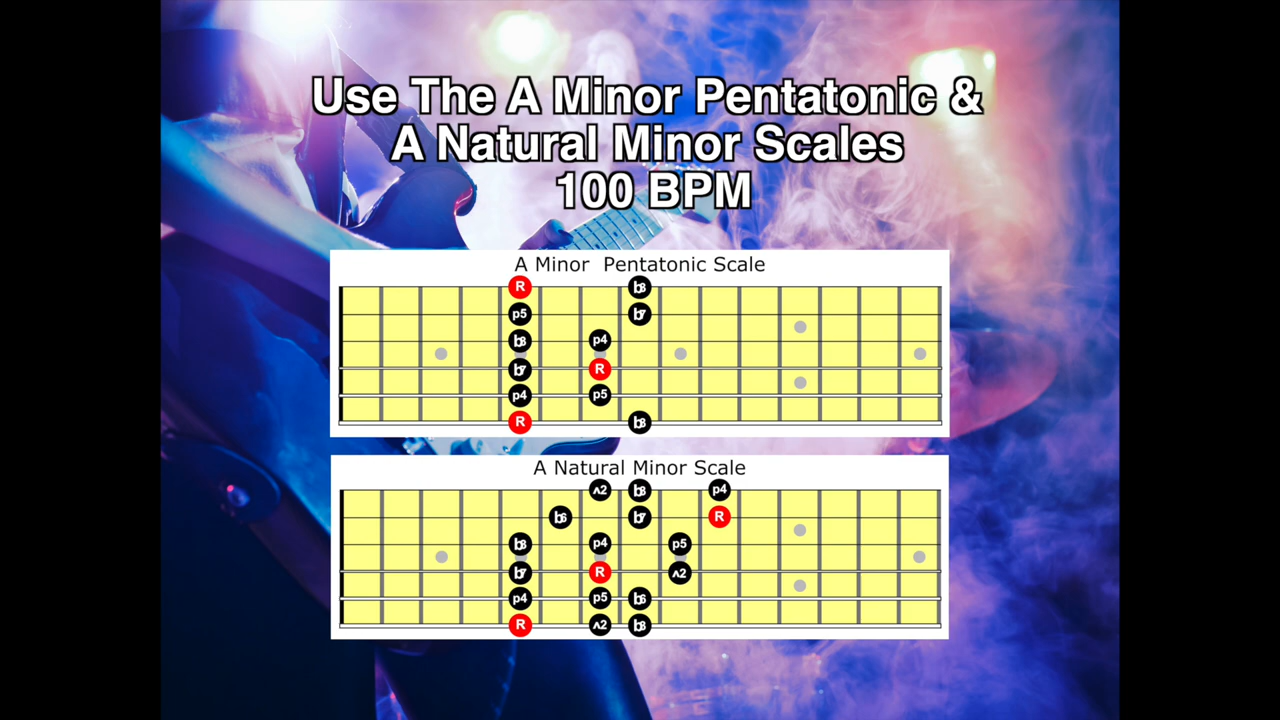 Use The A Minor Pentatonic &
A Natural Minor Scales
100 BPM
A Minor Pentatonic Scale
R b3
p5 b7
b3 p4
b7 R
p4 p5
R b3
A Natural Minor Scale
^2 b3 p4
b6 b7 R
b3 p4 p5
b7 R ^2
p4 p5 b6
R ^2 b3